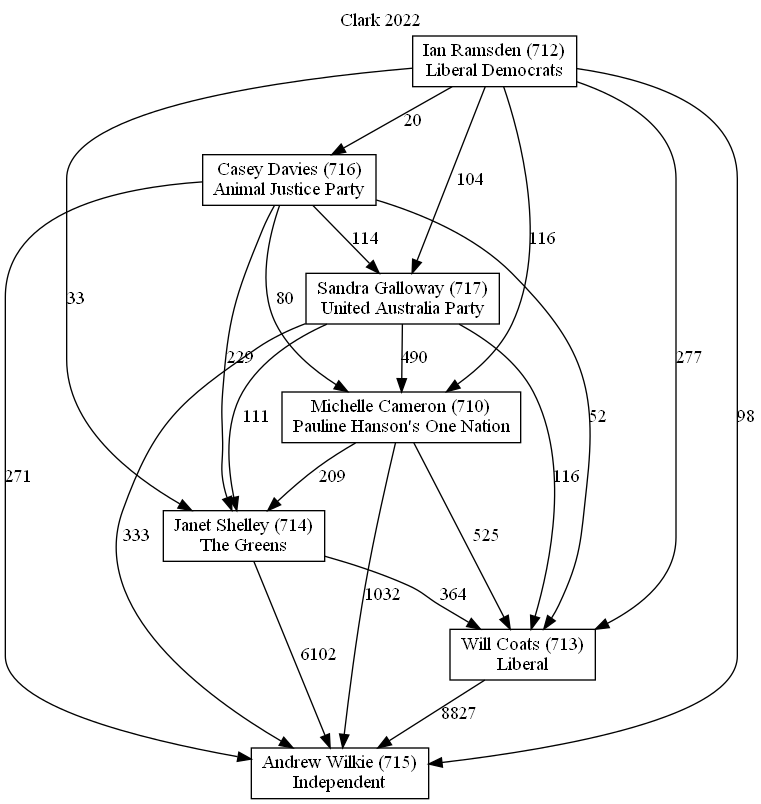 Clark 2022
Ian Ramsden (712)
Liberal Democrats
20
Casey Davies (716)
Animal Justice Party
104
114
116
Sandra Galloway (717)
United Australia Party
33
80
229
490
277
Michelle Cameron (710)
Pauline Hanson's One Nation
111
52
98
271
209
116
Janet Shelley (714)
The Greens
333
525
1032
364
Will Coats (713)
Liberal
6102
8827
Andrew Wilkie (715)
Independent